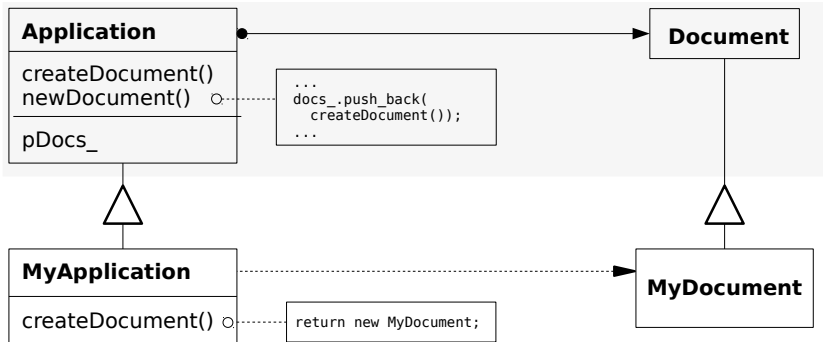 Application
Document
createDocument()
newDocument()
...
docs_.push_back(
createDocument());
...
pDocs_
MyApplication
MyDocument
createDocument()
return new MyDocument;